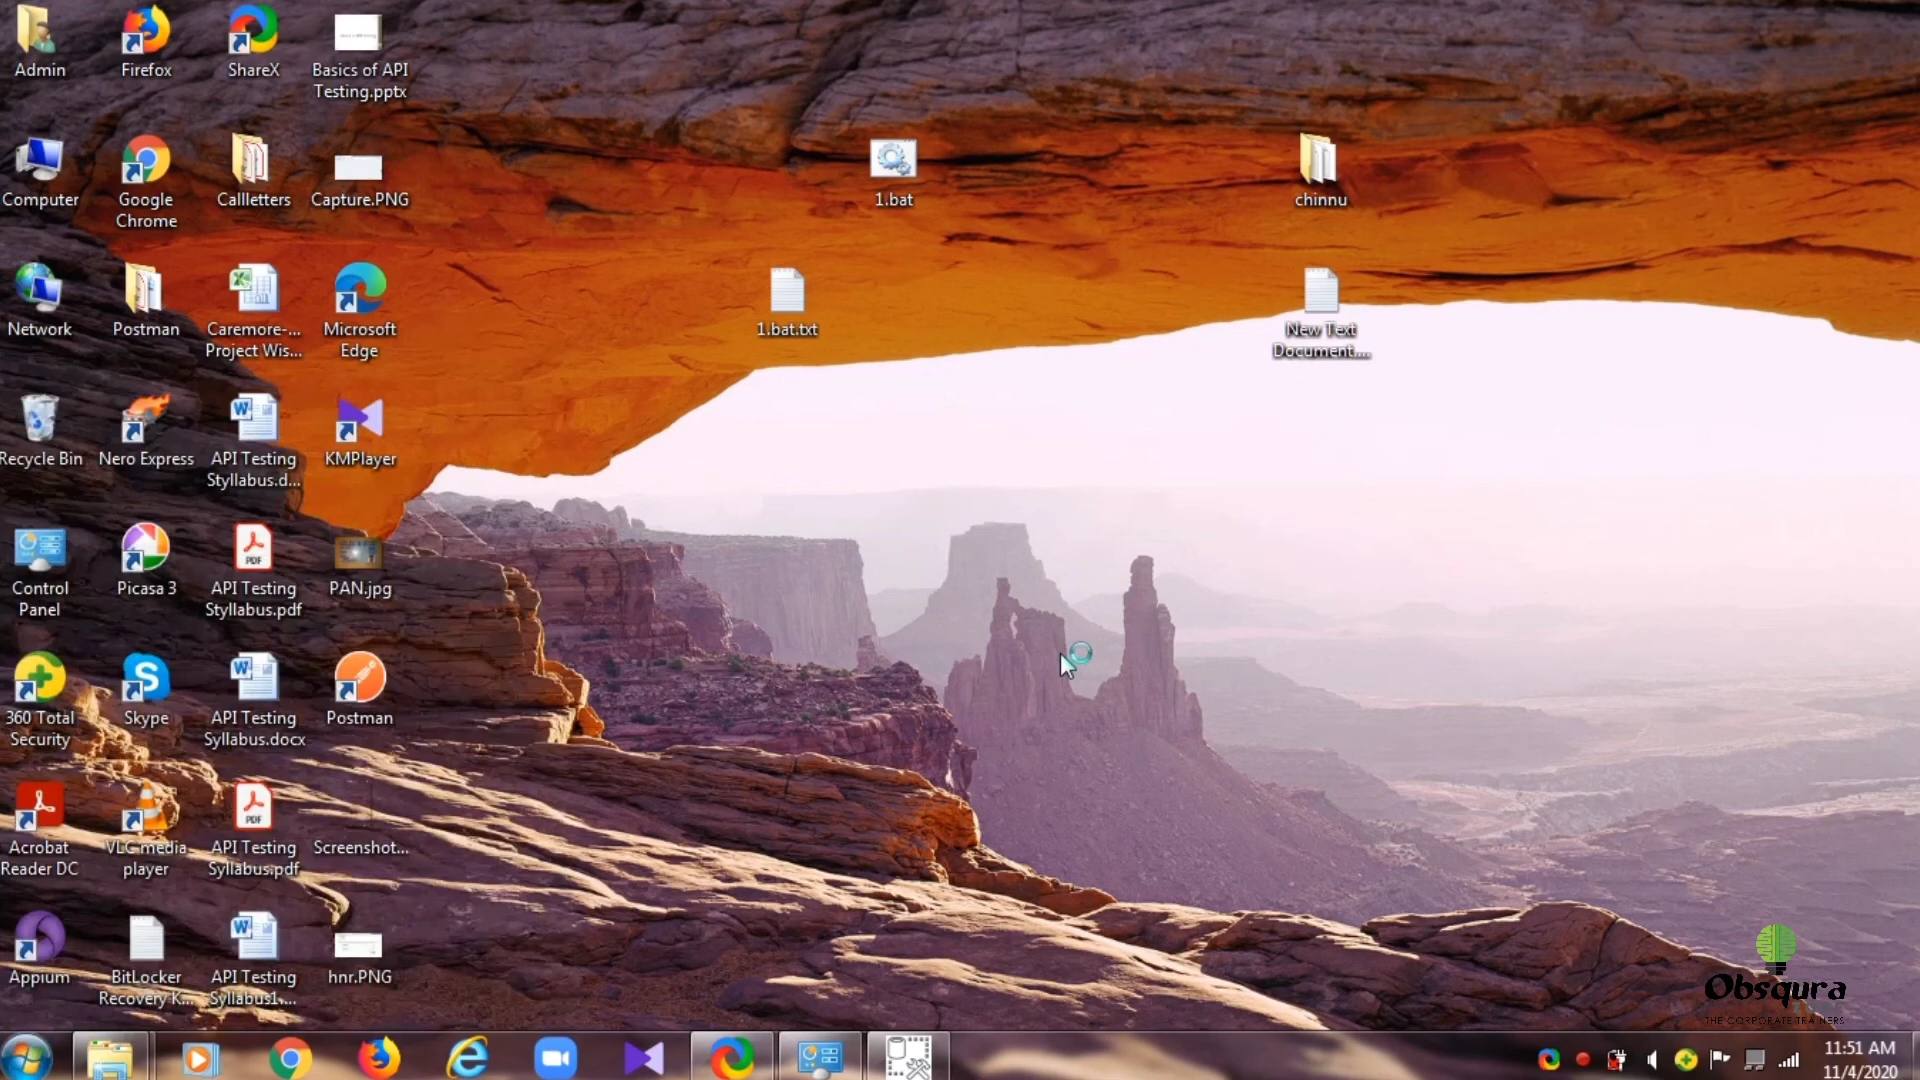 Admin
Firefox
ShareX
Basics of API
Testing.pptx
Computer
Google
Chrome
Callletters
Capture.PNG
1.bat
chinnu
Network
Postman
Caremore-...
Project Wis...
Microsoft
Edge
1.bat.txt
New Text
Document....
Recycle Bin
Nero Express
API Testing
Styllabus.d...
KMPlayer
Control
Panel
Picasa 3
API Testing
Styllabus.pdf
PAN.jpg
360 Total
Security
Skype
API Testing
Syllabus.docx
Postman
Acrobat
Reader DC
VLC media
player
API Testing
Syllabus.pdf
Screenshot...
Appium
BitLocker
Recovery K...
API Testing
Syllabus1....
hnr.PNG
Obsqura
THE CORPORATE TRAINERS
11:51 AM
11/4/2020